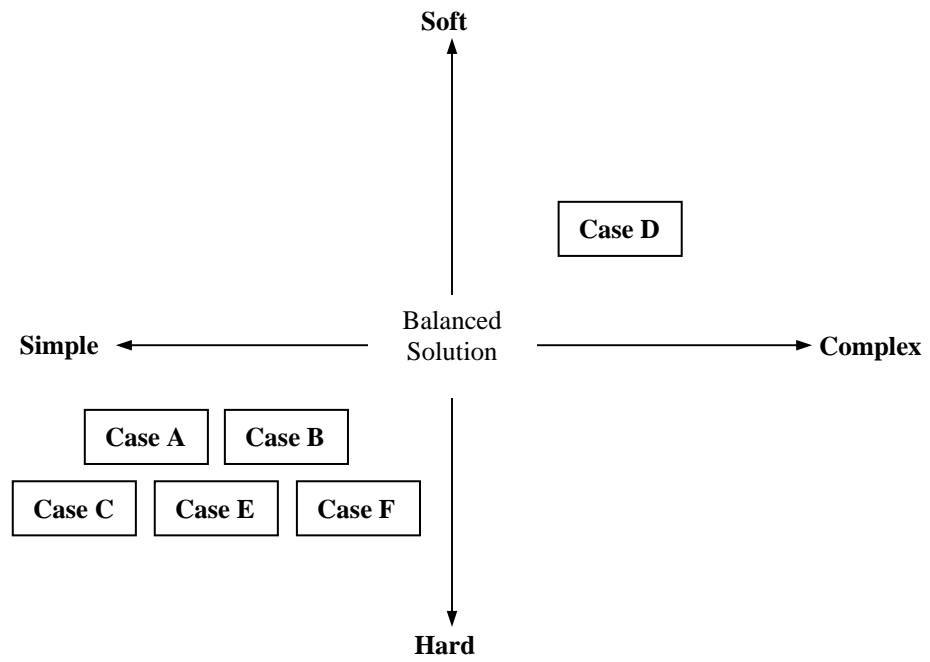 Soft
Case D
Balanced
Solution
Simple
Complex
Case A
Case B
Case C
Case E
Case F
Hard